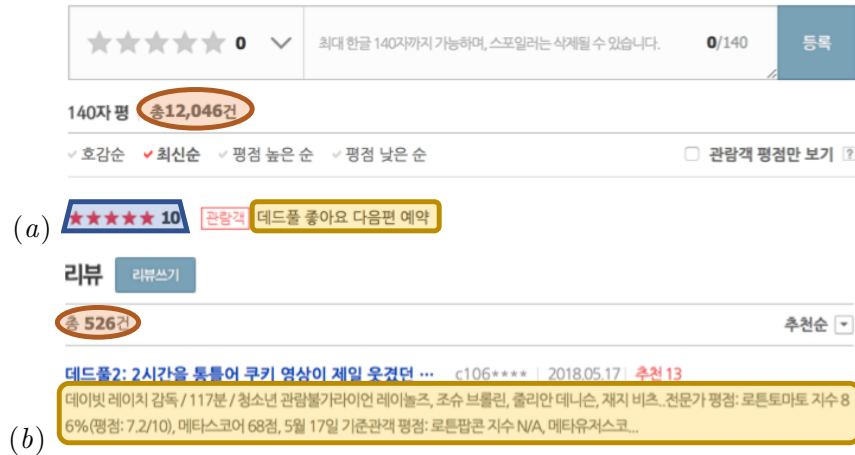 ★★★★★ 0 최대 한글 140자까지 가능하며, 스포일러는 삭제될 수 있습니다. 0/140 등록
140자 평 총12,046건
호감순 최신순 평점 높은 순 평점 낮은 순 관람객 평점만 보기 ?
(a) ★★★★★ 10 관람객 데드풀 좋아요 다음편 예약
리뷰 리뷰쓰기
총 526건 추천순
데드풀2: 2시간을 통틀어 쿠키 영상이 제일 웃겼던 ··· c106**** 2018.05.17 추천 13
데이빗 레이치 감독 / 117분 / 청소년 관람불가라이언 레이놀즈, 조슈 브롤린, 줄리안 데니슨, 재지 비츠..전문가 평점: 로튼토마토 지수 8
(b) 6%(평점: 7.2/10), 메타스코어 68점, 5월 17일 기준관객 평점: 로튼팝콘 지수 N/A, 메타유저스코...